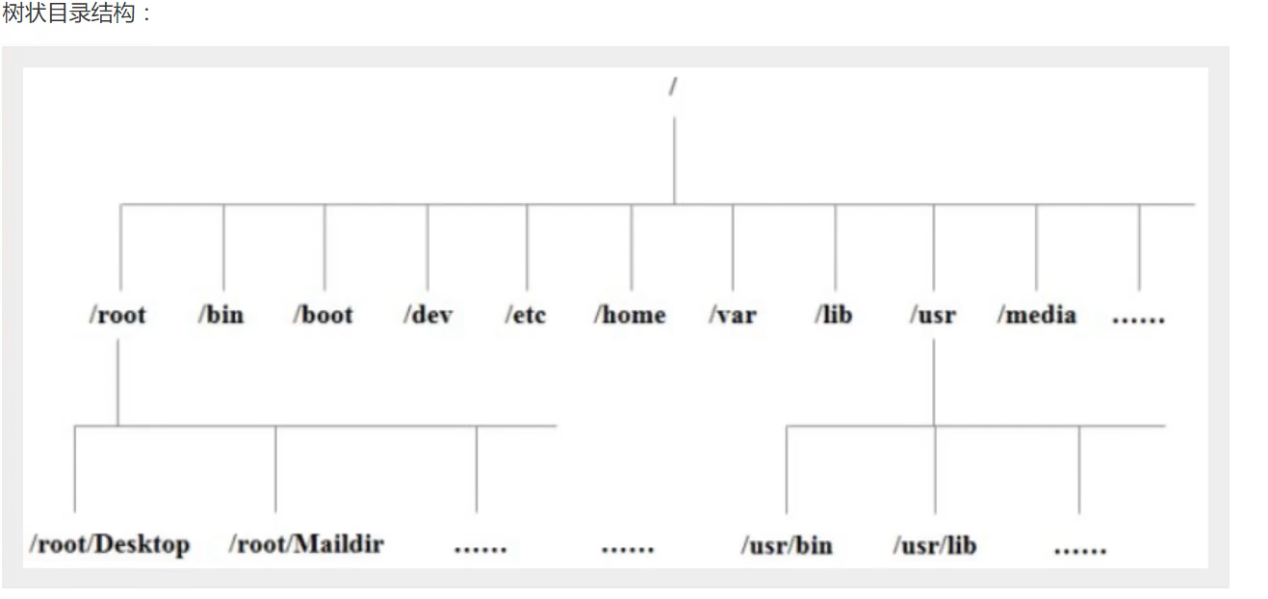 树状目录结构：
/
/root /bin /boot /dev /etc /home /var /lib /usr /media ......
/root/Desktop /root/Maildir ...... ...... /usr/bin /usr/lib ......